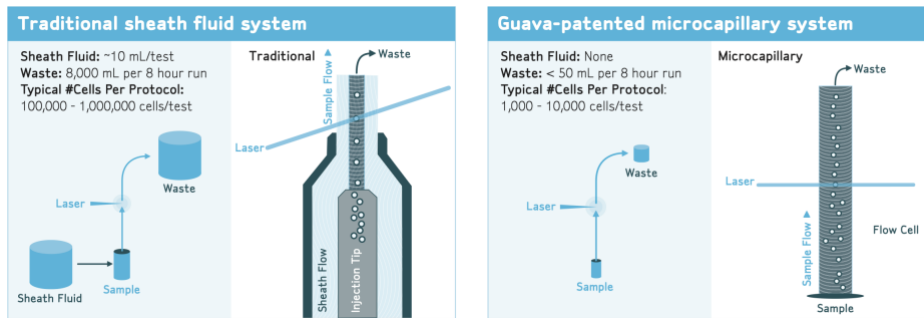 Traditional sheath fluid system
Sheath Fluid: ~10 mL/test
Waste: 8,000 mL per 8 hour run
Typical #Cells Per Protocol:
100,000 - 1,000,000 cells/test
Waste
Laser
Sheath Fluid
Sample
Traditional
Waste
Sample Flow
Laser
Sheath Flow
Injection Tip
Guava-patented microcapillary system
Sheath Fluid: None
Waste: < 50 mL per 8 hour run
Typical #Cells Per Protocol:
1,000 - 10,000 cells/test
Waste
Laser
Sample
Microcapillary
Waste
Laser
Sample Flow
Flow Cell
Sample